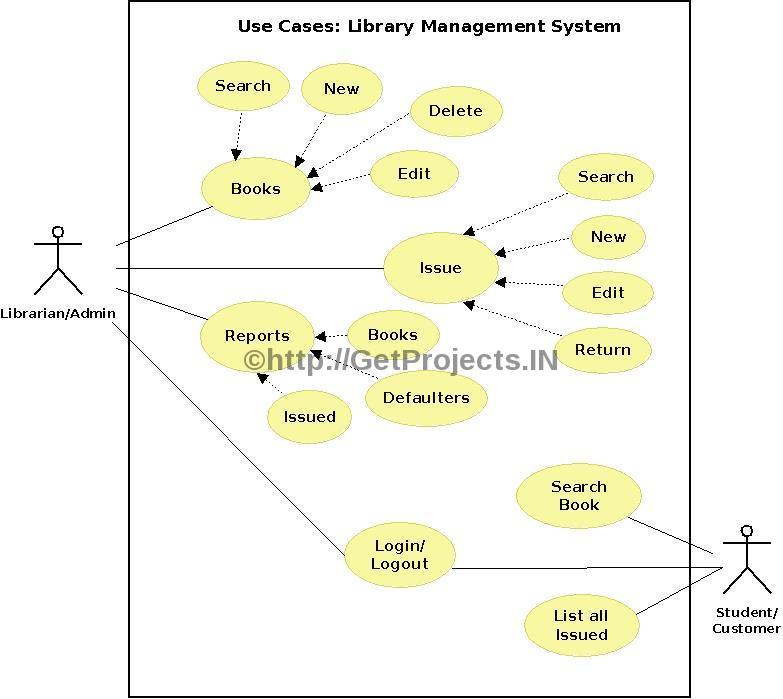 Use Cases: Library Management System
Search
New
Delete
Edit
Books
Search
New
Issue
Edit
Return
Librarian/Admin
Reports
Books
©http://GetProjects.IN
Defaulters
Issued
Search
Book
Login/
Logout
List all
Issued
Student/
Customer